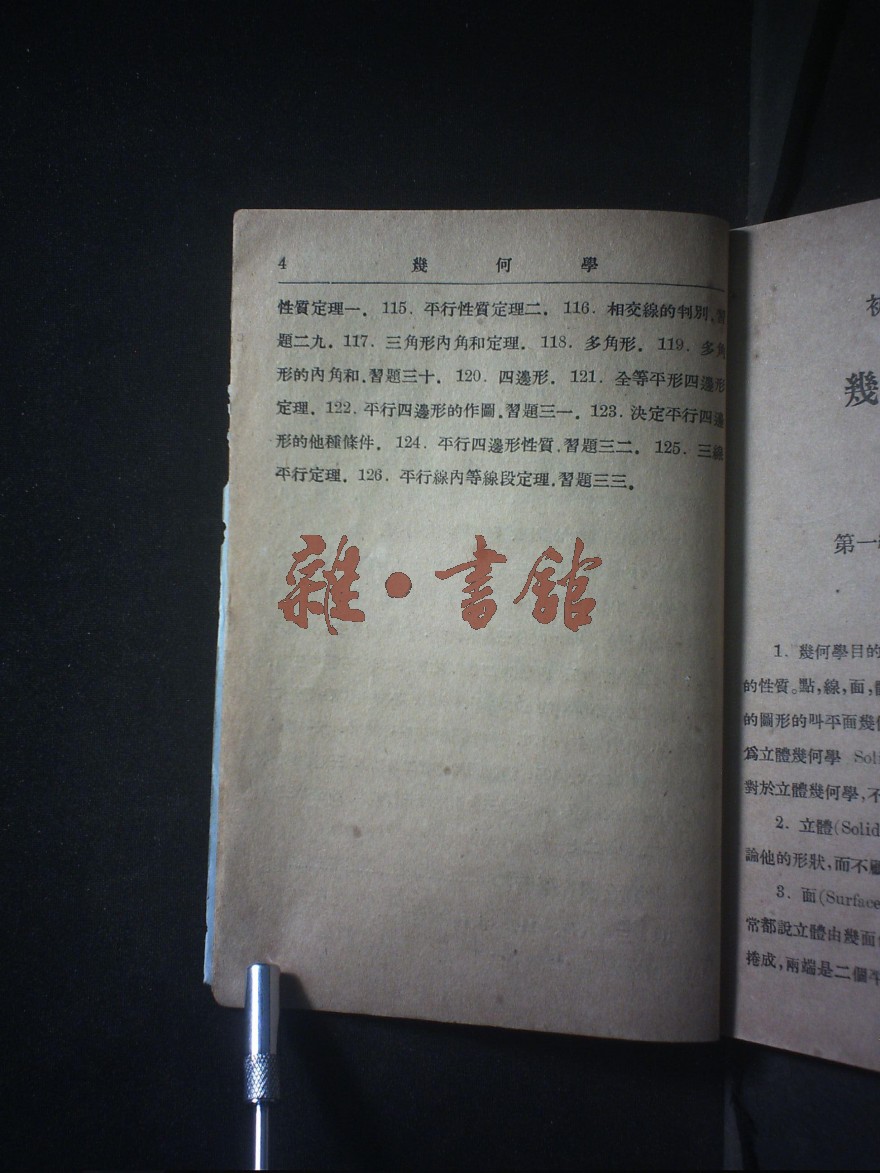 4 幾何學
性質定理一. 115. 平行性質定理二. 116. 相交線的判別, 習
題二九. 117. 三角形內角和定理. 118. 多角形. 119. 多角
形的內角和, 習題三十. 120. 四邊形. 121. 全等平形四邊形
定理. 122. 平行四邊形的作圖, 習題三一. 123. 決定平行四邊
形的他種條件. 124. 平行四邊形性質, 習題三二. 125. 三線
平行定理. 126. 平行線內等線段定理, 習題三三.
雜·書館
幾
第一
1. 幾何學目的
的性質。點,線,面,
的圖形的叫平面幾
爲立體幾何學 Soli
對於立體幾何學,不
2. 立體(Solid
論他的形狀,而不
3. 面(Surface
常都說立體由幾面
捲成,兩端是二個平